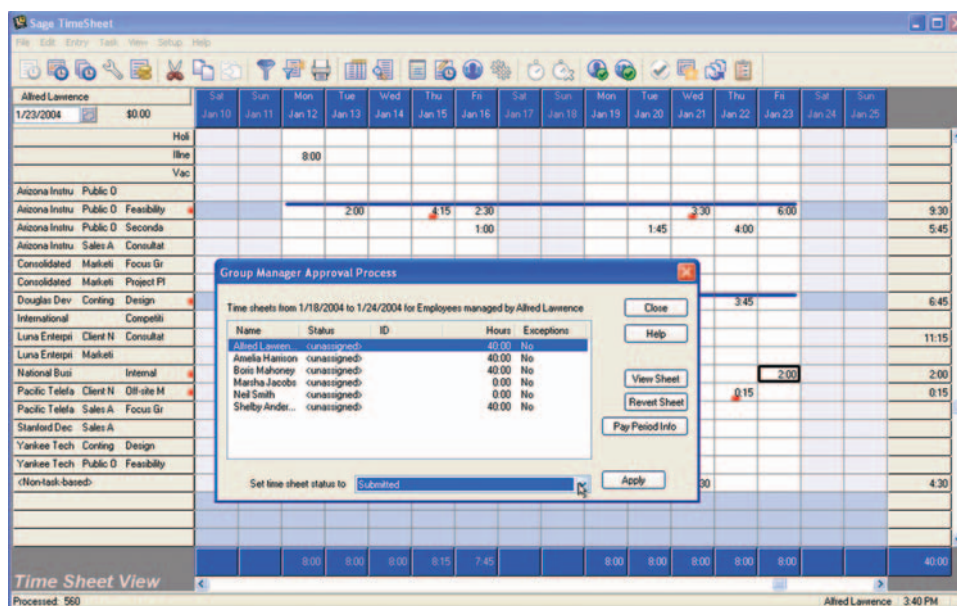 Sage TimeSheet
File Edit Entry Task View Setup Help
Alfred Lawrence
1/23/2004 $0.00
Sat Sun Mon Tue Wed Thu Fri Sat Sun Mon Tue Wed Thu Fri Sat Sun
Jan 10 Jan 11 Jan 12 Jan 13 Jan 14 Jan 15 Jan 16 Jan 17 Jan 18 Jan 19 Jan 20 Jan 21 Jan 22 Jan 23 Jan 24 Jan 25
Holi
Illne 8:00
Vac
Arizona Instru Public O
Arizona Instru Public O Feasibility 2:00 4:15 2:30 3:30 6:00 9:30
Arizona Instru Public O Seconda 1:00 1:45 4:00 5:45
Arizona Instru Sales A Consultat
Consolidated Marketi Focus Gr
Consolidated Marketi Project Pl
Douglas Dev Conting Design 3:45 6:45
International Competiti
Luna Enterpri Client N Consultat 11:15
Luna Enterpri Marketi
National Busi Internal 2:00 2:00
Pacific Telefa Client N Off-site M 0:15 0:15
Pacific Telefa Sales A Focus Gr
Stanford Dec Sales A
Yankee Tech Conting Design
Yankee Tech Public O Feasibility
<Non-task-based> 30 4:30
8:00 8:00 8:00 6:15 7:45 8:00 8:00 8:00 8:00 8:00 40:00
Time Sheet View
Processed: 560 Alfred Lawrence 3:40 PM
Group Manager Approval Process
Time sheets from 1/18/2004 to 1/24/2004 for Employees managed by Alfred Lawrence
Name Status ID Hours Exceptions
Alfred Lawren... <unassigned> 40:00 No
Amelia Harrison <unassigned> 40:00 No
Boris Mahoney <unassigned> 40:00 No
Marsha Jacobs <unassigned> 0:00 No
Neil Smith <unassigned> 0:00 No
Shelby Ander... <unassigned> 40:00 No
Close
Help
View Sheet
Revert Sheet
Pay Period Info
Set time sheet status to Submitted Apply